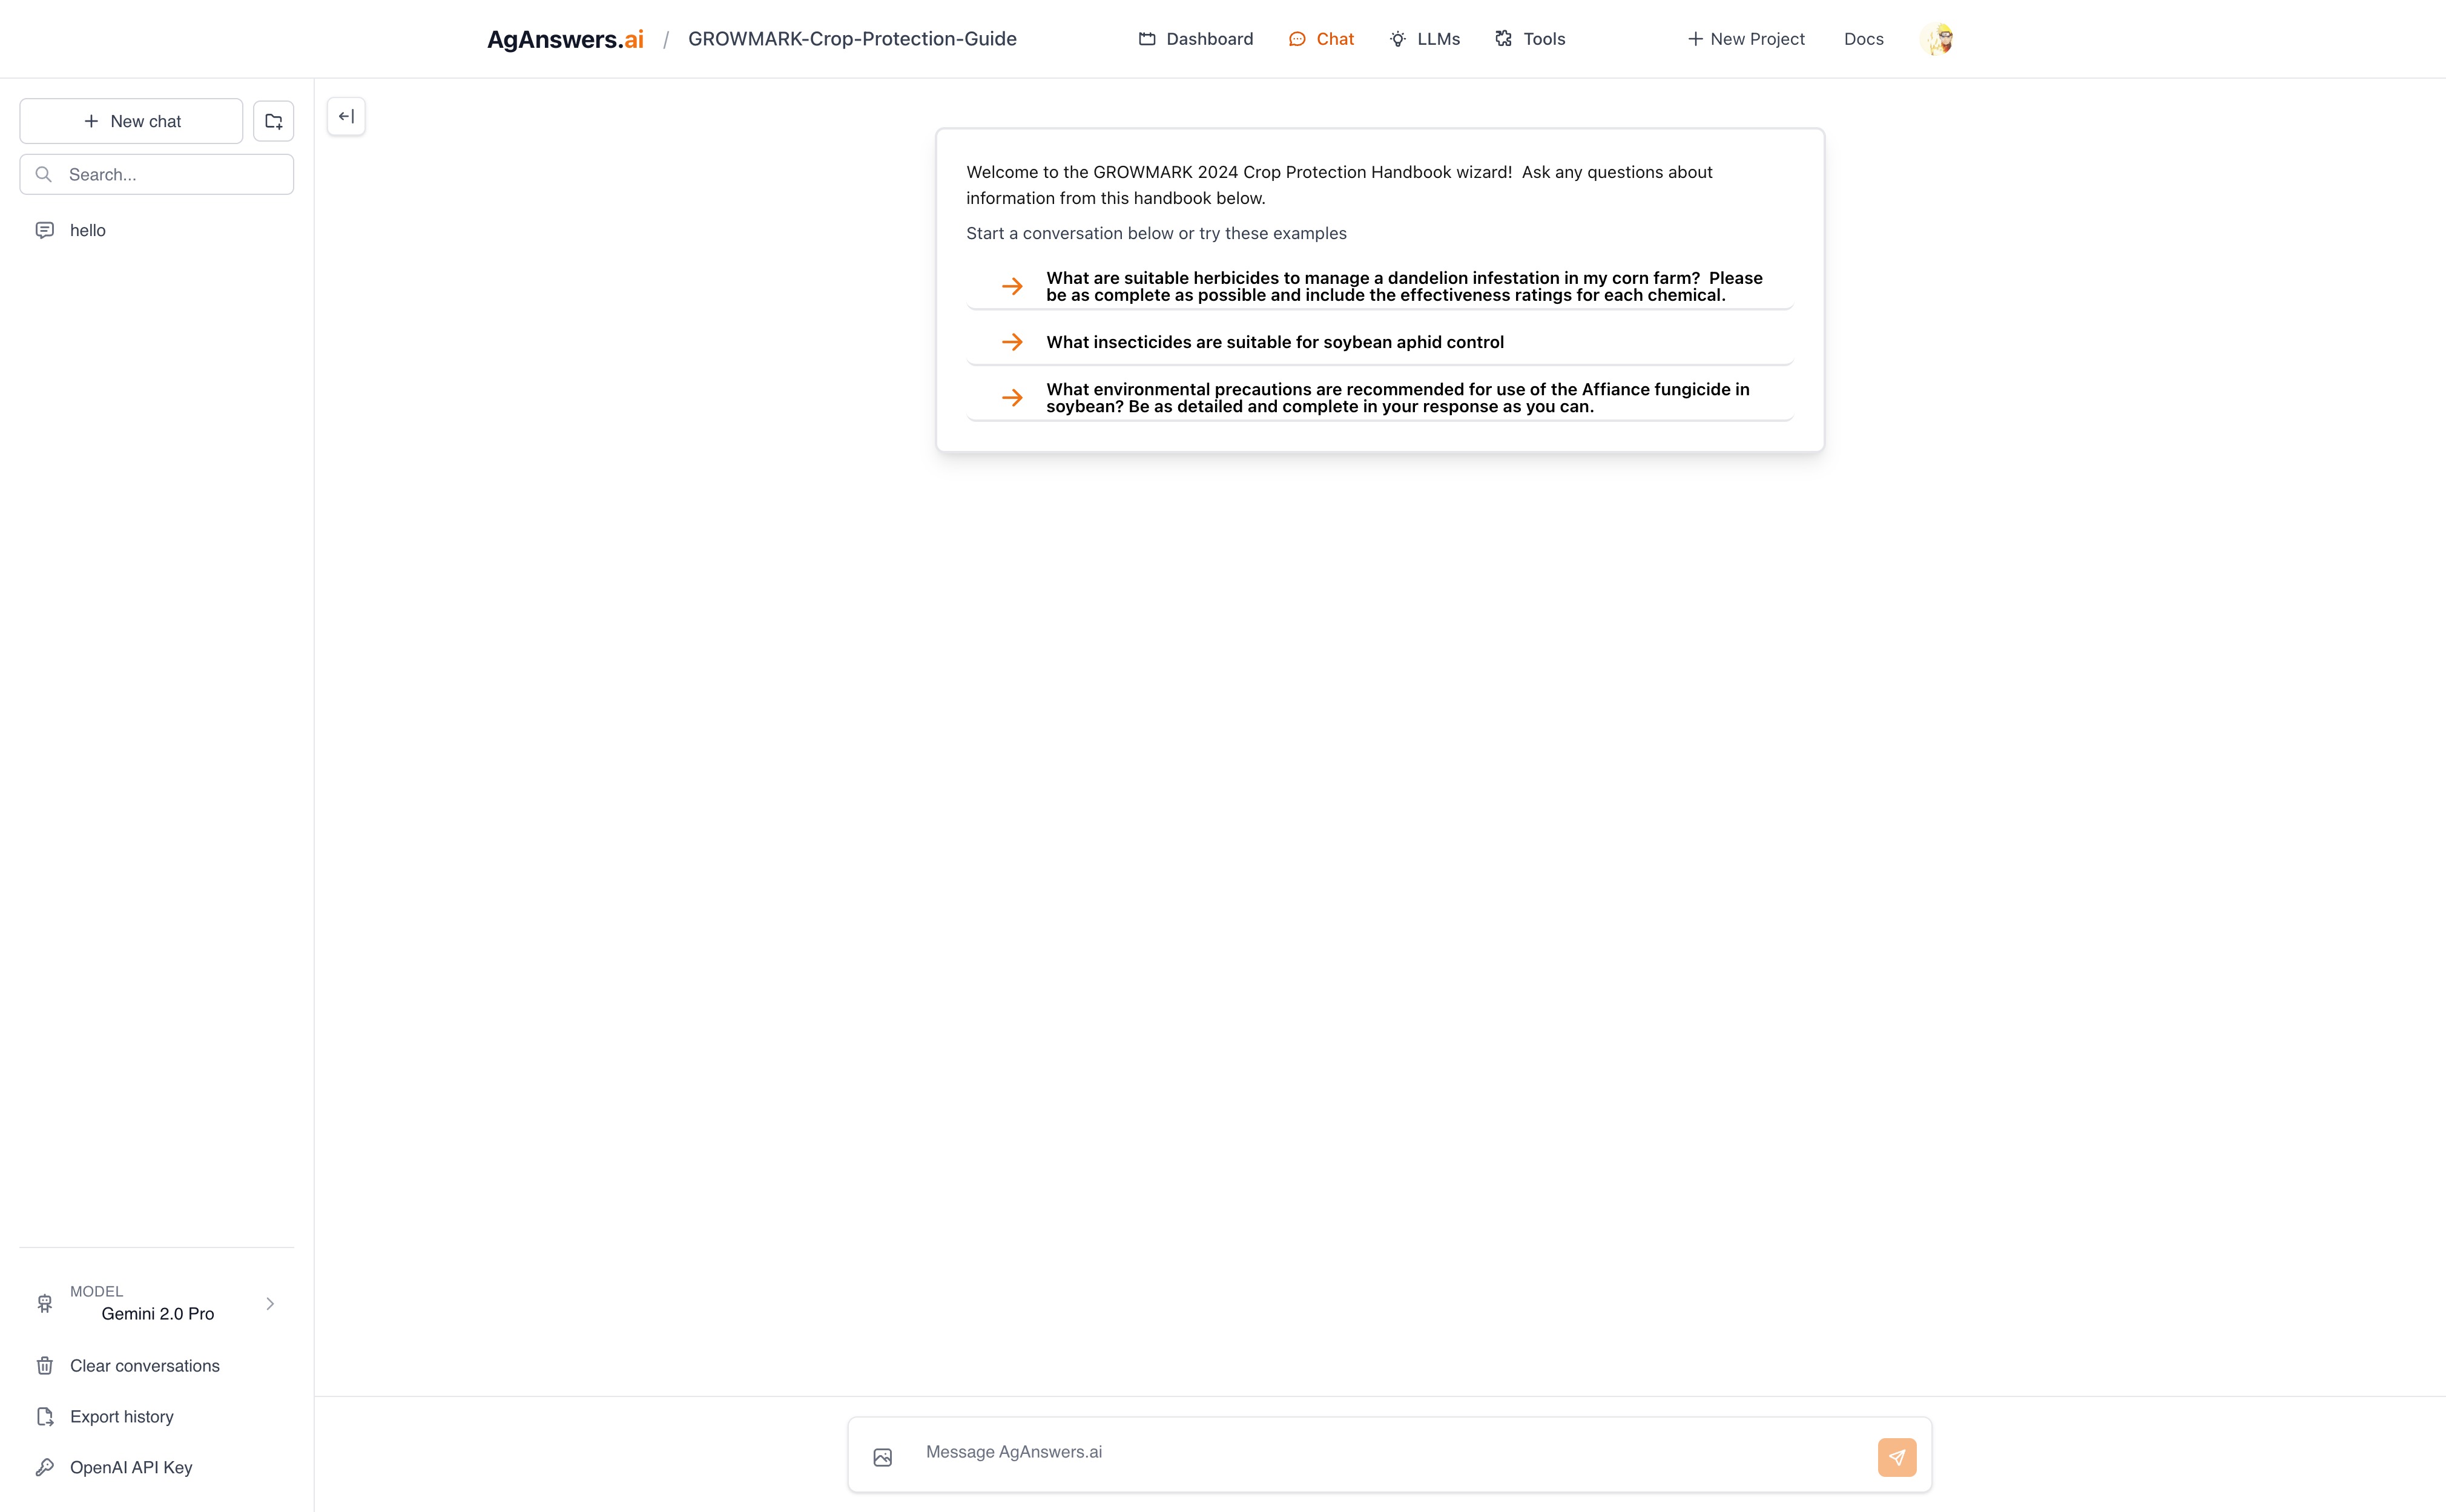 AgAnswers.ai / GROWMARK-Crop-Protection-Guide
Dashboard
Chat
LLMs
Tools
New Project
Docs
New chat
Search...
hello
Welcome to the GROWMARK 2024 Crop Protection Handbook wizard! Ask any questions about
information from this handbook below.
Start a conversation below or try these examples
What are suitable herbicides to manage a dandelion infestation in my corn farm? Please
be as complete as possible and include the effectiveness ratings for each chemical.
What insecticides are suitable for soybean aphid control
What environmental precautions are recommended for use of the Affiance fungicide in
soybean? Be as detailed and complete in your response as you can.
MODEL
Gemini 2.0 Pro
Clear conversations
Export history
OpenAI API Key
Message AgAnswers.ai